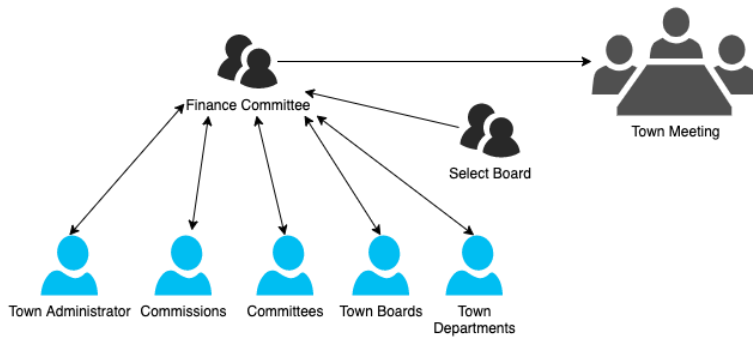 Finance Committee
Town Meeting
Select Board
Town Administrator
Commissions
Committees
Town Boards
Town
Departments